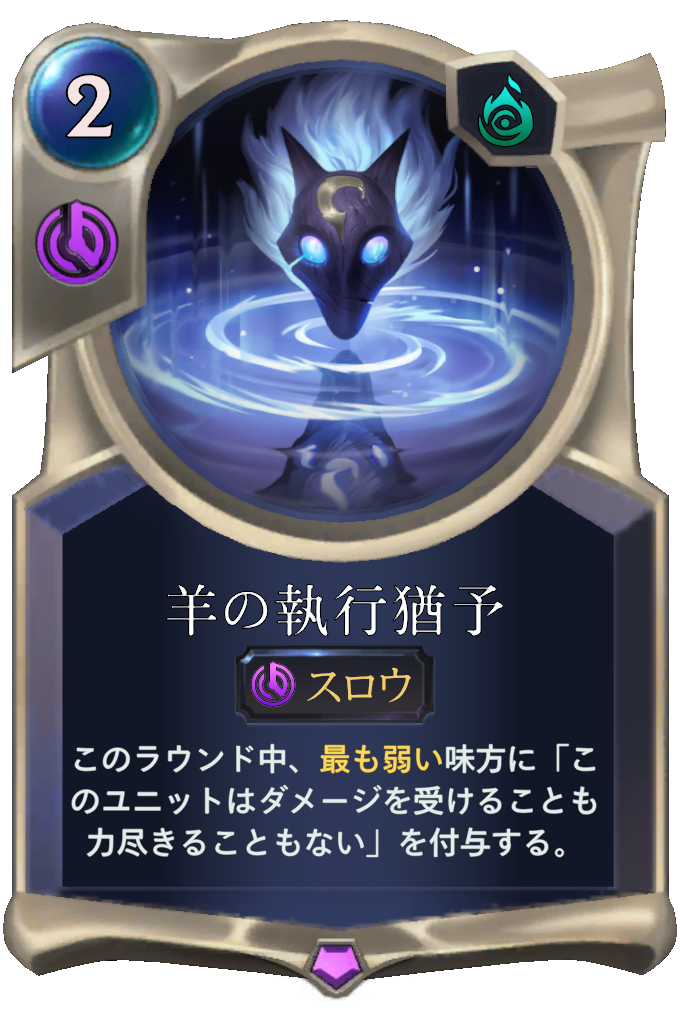 2
羊の執行猶予
スロウ
このラウンド中、最も弱い味方に「こ
のユニットはダメージを受けることも
力尽きることもない」を付与する。